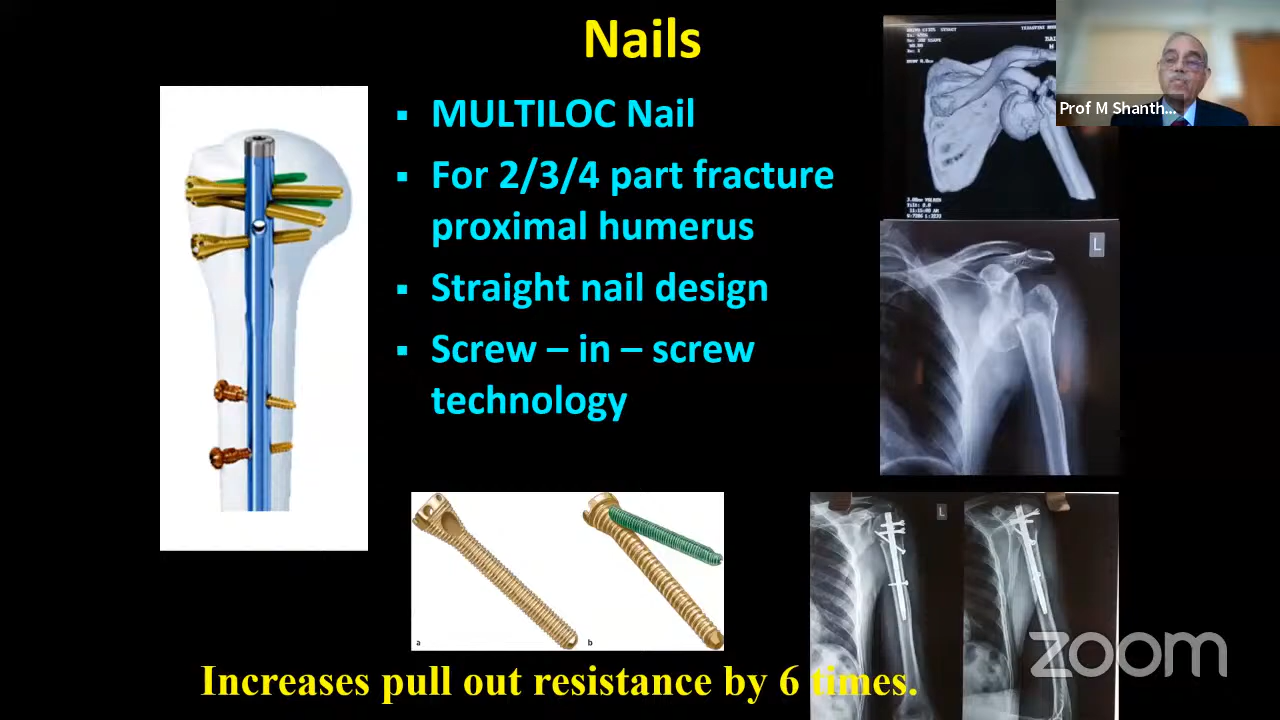 Nails
MULTILOC Nail
For 2/3/4 part fracture
proximal humerus
Straight nail design
Screw – in – screw
technology
L
Prof M Shanth...
a
b
L
Increases pull out resistance by 6 times.
zoom